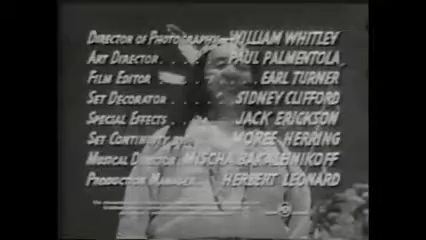 DIRECTOR OF PHOTOGRAPHY WILLIAM WHITLEY
ART DIRECTOR . . . . PAUL PALMENTOLA
FILM EDITOR . . . . EARL TURNER
SET DECORATOR . . . . SIDNEY CLIFFORD
SPECIAL EFFECTS . . . . JACK ERICKSON
SET CONTINUITY BY MOREE HERRING
MUSICAL DIRECTOR MISCHA BAKALEINIKOFF
PRODUCTION MANAGER . . HERBERT LEONARD